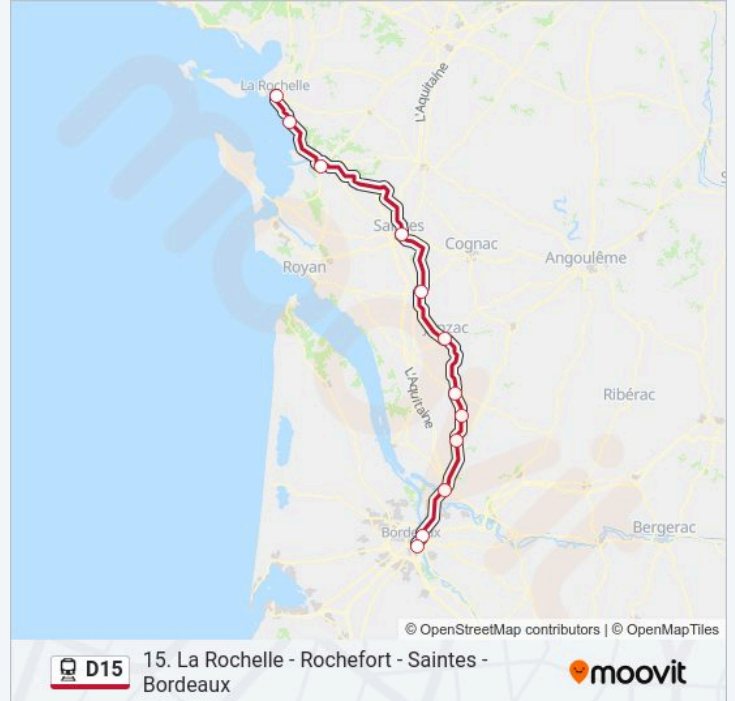 La Rochelle
L'Aquitaine
Cognac
Royan
Angoulême
L'Aquitaine
Ribérac
Bordeaux
Bergerac
© OpenStreetMap contributors | © OpenMapTiles
D15
15. La Rochelle - Rochefort - Saintes -
Bordeaux
moovit